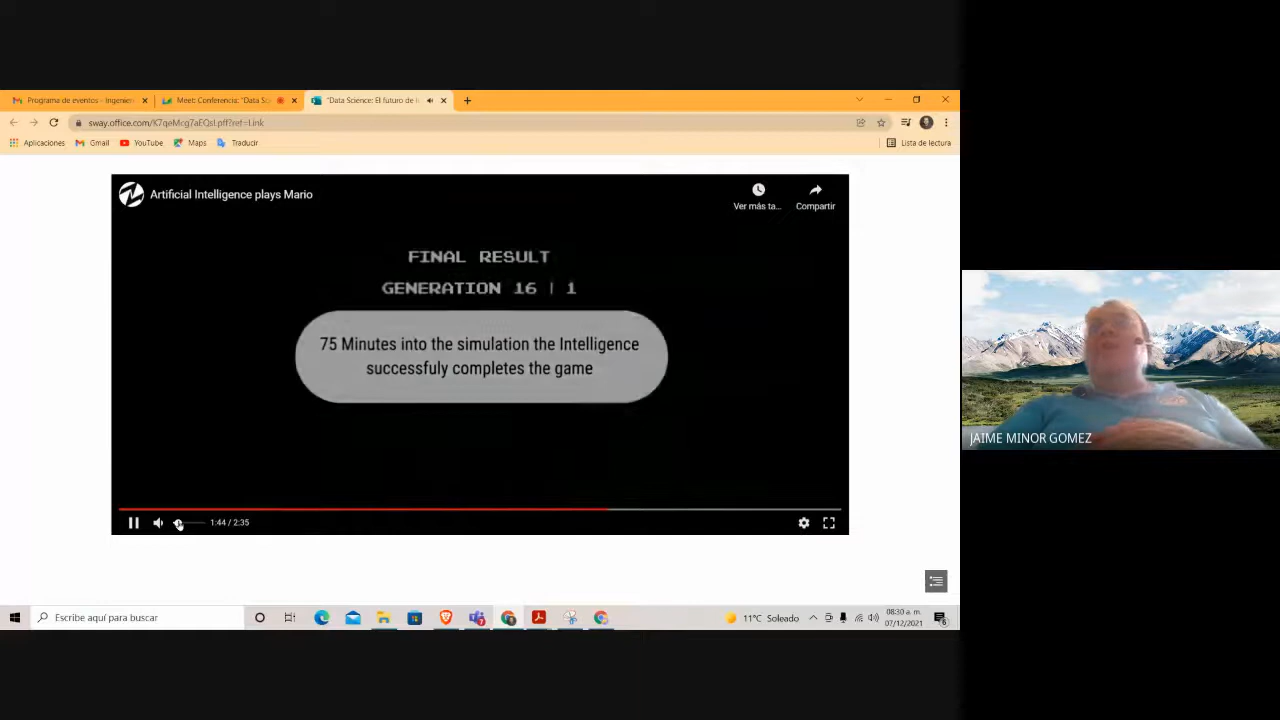 Programa de eventos - Ingenier
Meet: Conferencia: "Data Sc
"Data Science: El futuro de l
sway.office.com/K7qeMcg7aEQsLpff?ref=Link
Aplicaciones
Gmail
YouTube
Maps
Traducir
Lista de lectura
Artificial Intelligence plays Mario
Ver más ta...
Compartir
FINAL RESULT
GENERATION 16 | 1
75 Minutes into the simulation the Intelligence
successfuly completes the game
JAIME MINOR GOMEZ
1:44 / 2:35
Escribe aquí para buscar
11°C Soleado
08:30 a. m.
07/12/2021